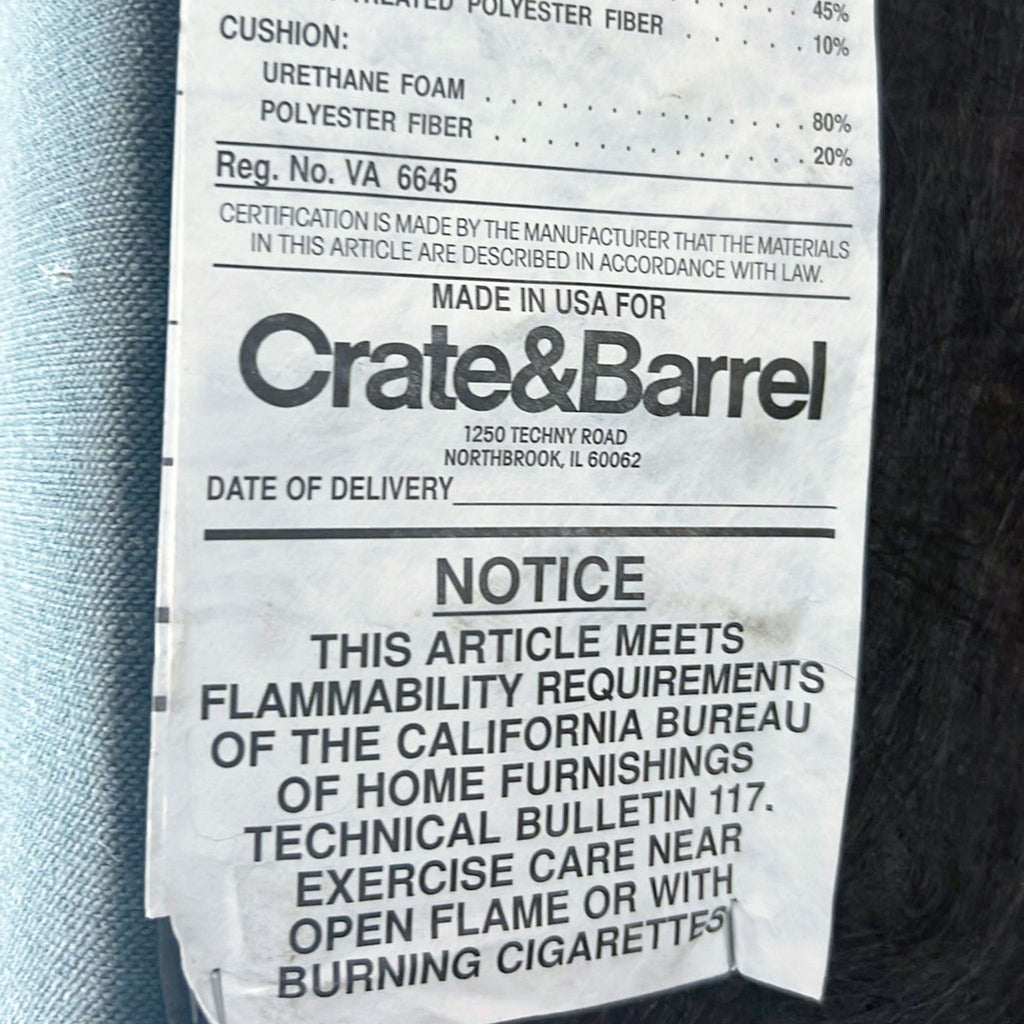 TREATED POLYESTER FIBER . . . . . . 45%
. . . . . . 10%
CUSHION:
URETHANE FOAM . . . . . . . . . . . . . 80%
POLYESTER FIBER . . . . . . . . . . . . . 20%
Reg. No. VA 6645
CERTIFICATION IS MADE BY THE MANUFACTURER THAT THE MATERIALS
IN THIS ARTICLE ARE DESCRIBED IN ACCORDANCE WITH LAW.
MADE IN USA FOR
Crate&Barrel
1250 TECHNY ROAD
NORTHBROOK, IL 60062
DATE OF DELIVERY
NOTICE
THIS ARTICLE MEETS
FLAMMABILITY REQUIREMENTS
OF THE CALIFORNIA BUREAU
OF HOME FURNISHINGS
TECHNICAL BULLETIN 117.
EXERCISE CARE NEAR
OPEN FLAME OR WITH
BURNING CIGARETTES